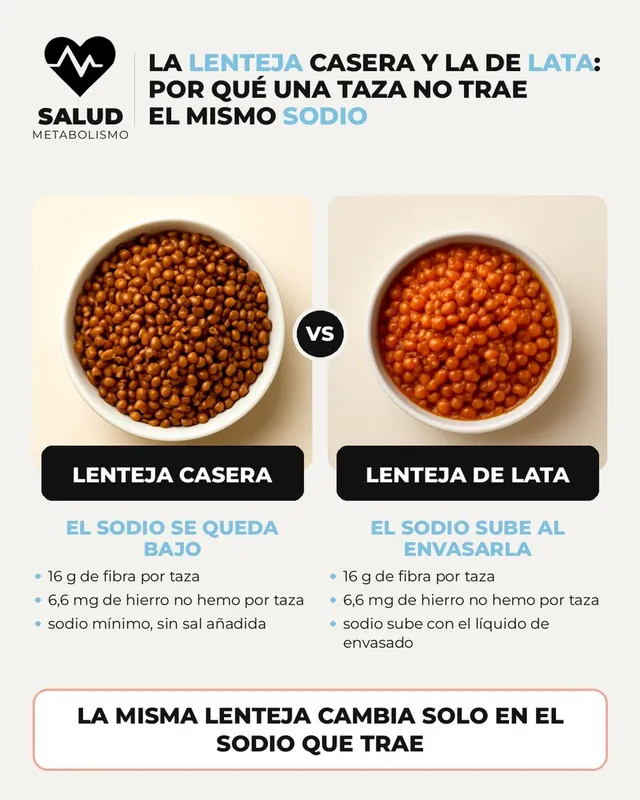 SALUD
METABOLISMO
LA LENTEJA CASERA Y LA DE LATA:
POR QUÉ UNA TAZA NO TRAE
EL MISMO SODIO
VS
LENTEJA CASERA
EL SODIO SE QUEDA
BAJO
• 16 g de fibra por taza
• 6,6 mg de hierro no hemo por taza
• sodio mínimo, sin sal añadida
LENTEJA DE LATA
EL SODIO SUBE AL
ENVASARLA
• 16 g de fibra por taza
• 6,6 mg de hierro no hemo por taza
• sodio sube con el líquido de
envasado
LA MISMA LENTEJA CAMBIA SOLO EN EL
SODIO QUE TRAE